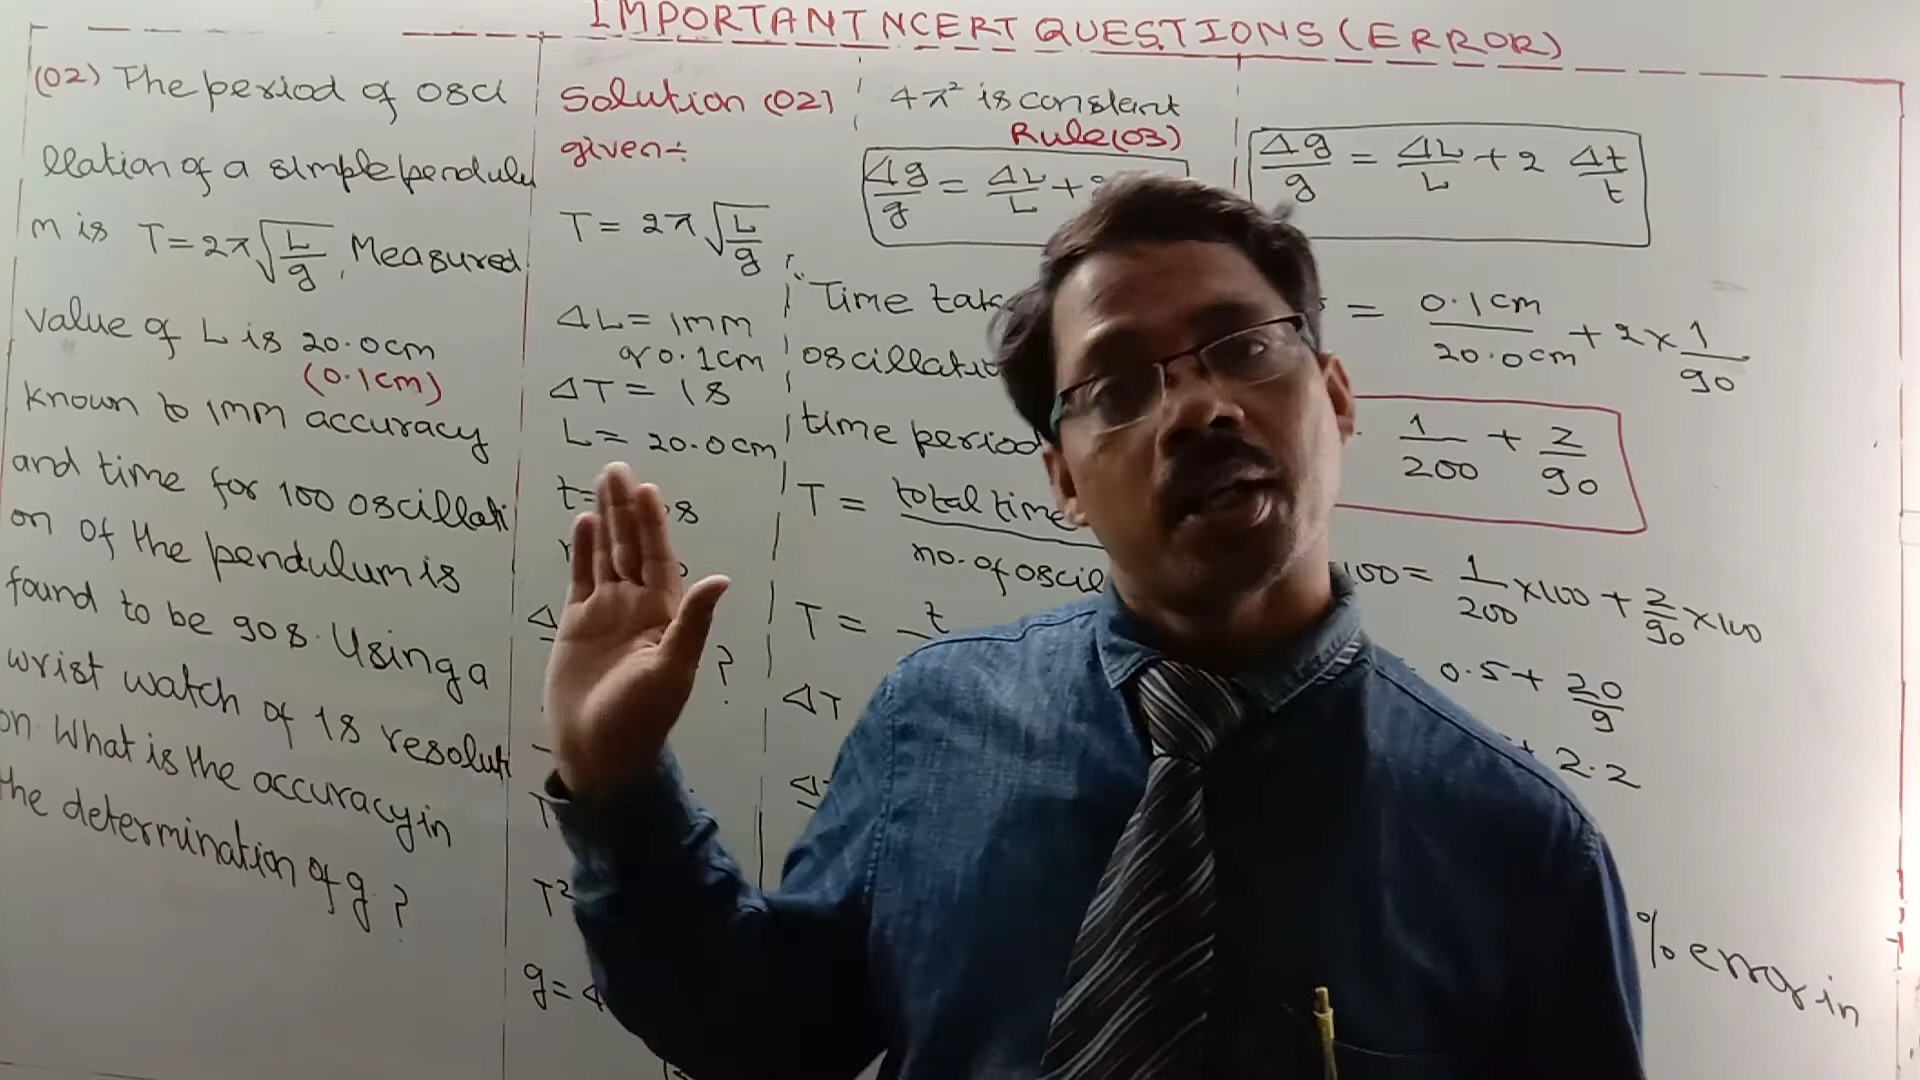 IMPORTANT NCERT QUESTIONS (ERROR)
(02) The period of osci
llation of a simple pendulu
m is T=2π√L/g, Measured
value of L is 20.0cm
(0.1cm)
known to 1mm accuracy
and time for 100 oscillati
on of the pendulum is
found to be 90s. Using a
wrist watch of 1s resoluti
on. What is the accuracy in
the determination of g?
Solution (02)
given÷
T= 2π√L/g
ΔL= 1mm
or 0.1cm
ΔT= 1s
L= 20.0cm
t=
s
?
T
T²
g=
4π² is constant
Rule(03)
Δg/g = ΔL/L +
Time
time period
T = total time
no. of
T = t
ΔT
Δg/g = ΔL/L + 2 Δt/t
= 0.1cm/20.0cm + 2×1/90
1/200 + 2/90
100= 1/200 ×100 + 2/90 ×100
0.5+ 20/9
+ 2.2
% error in